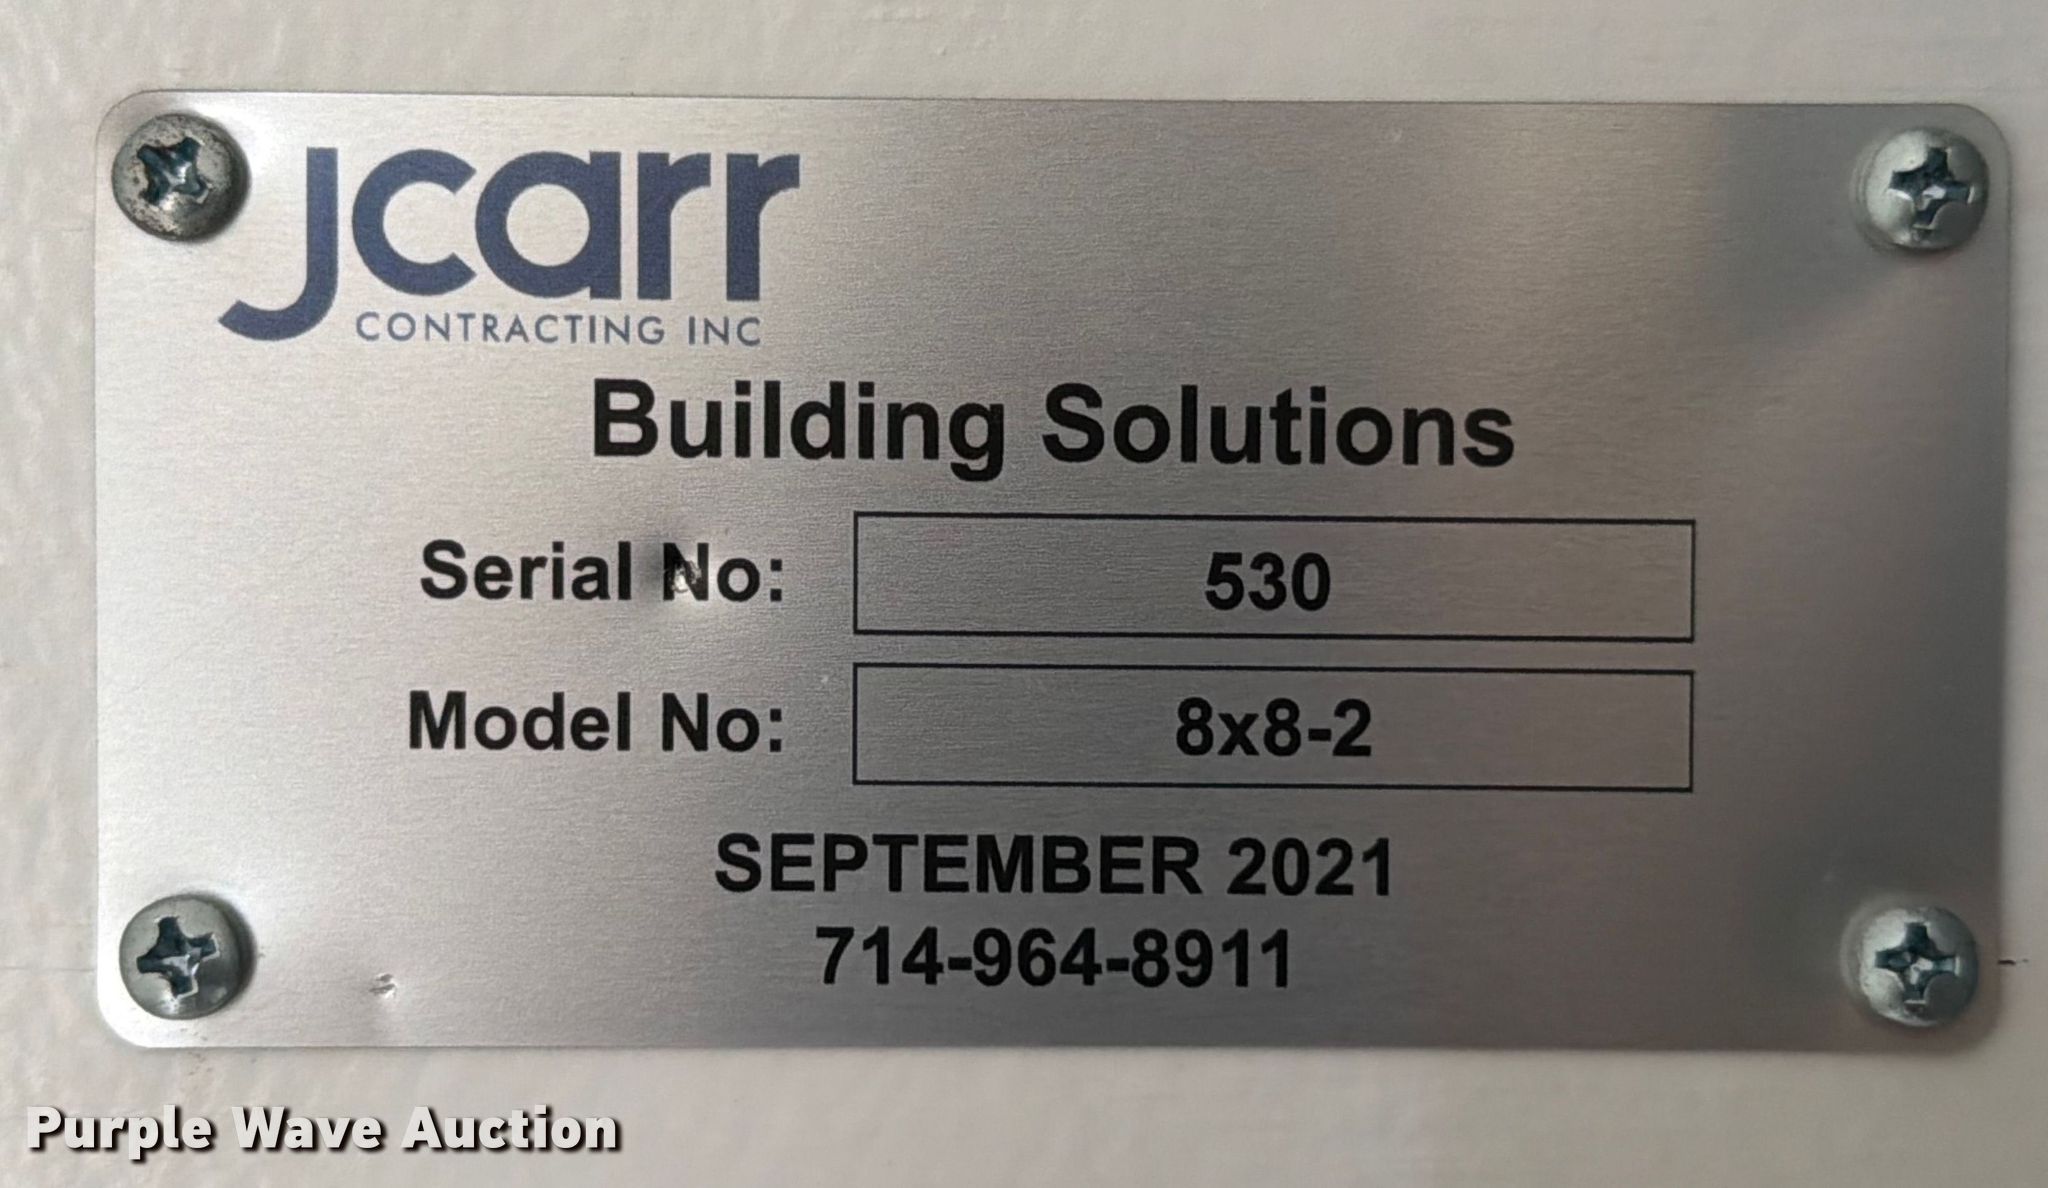 jcarr
CONTRACTING INC
Building Solutions
Serial No: 530
Model No: 8x8-2
SEPTEMBER 2021
714-964-8911
Purple Wave Auction